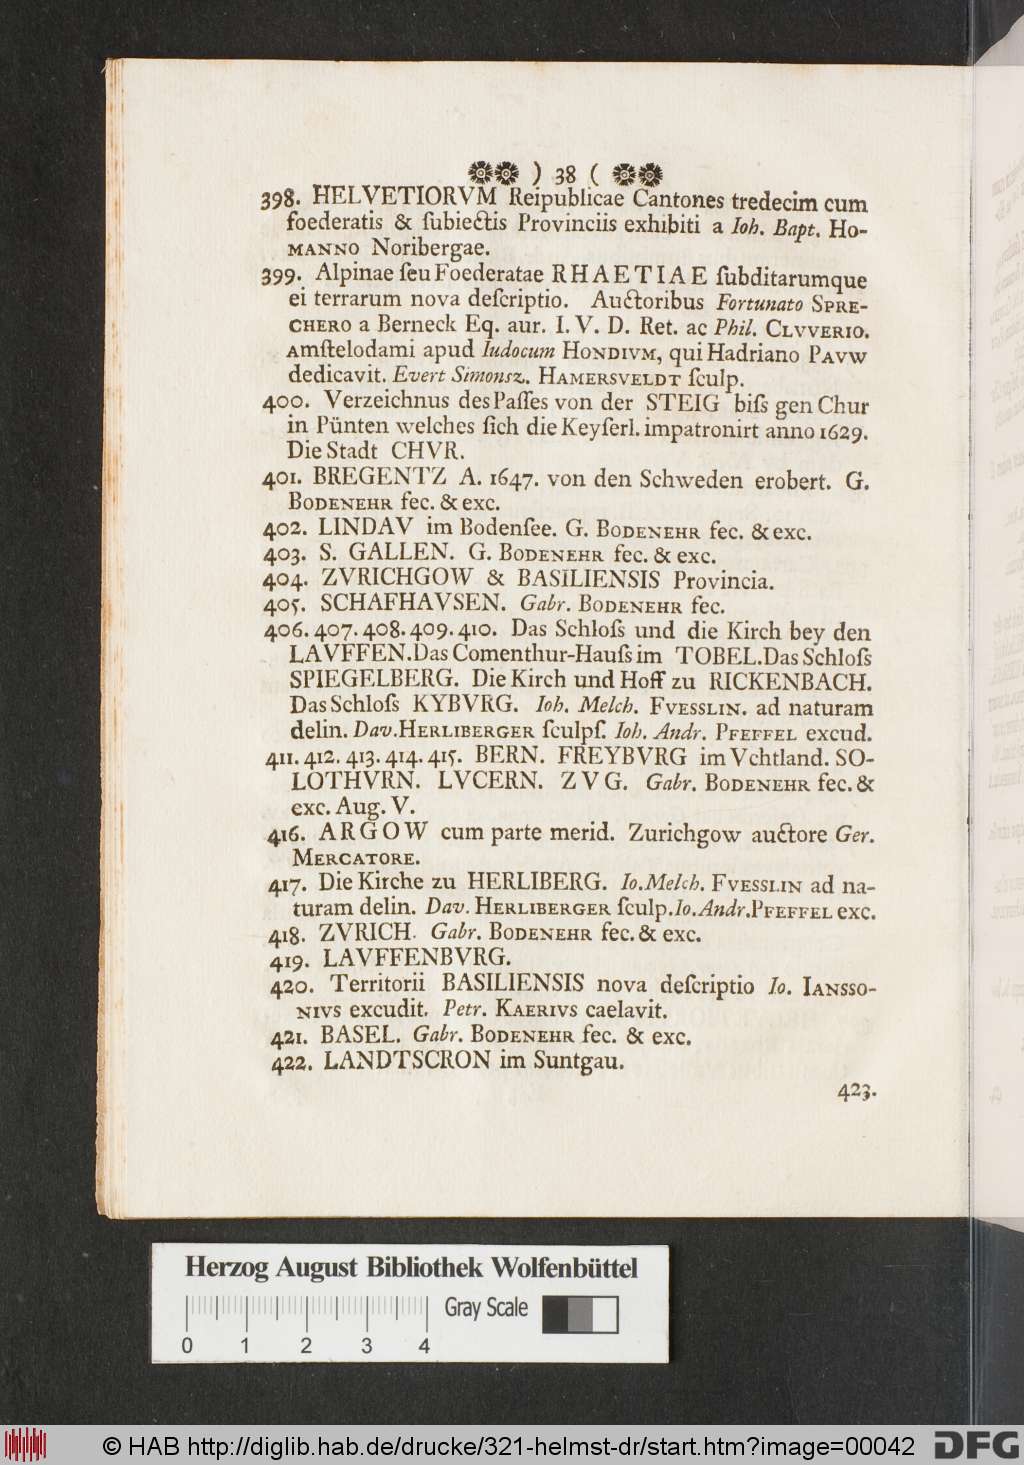 ) 38 (
398. HELVETIORVM Reipublicae Cantones tredecim cum
foederatis & ſubiectis Provinciis exhibiti a Ioh. Bapt. Ho-
MANNO Noribergae.
399. Alpinae ſeu Foederatae RHAETIAE ſubditarumque
ei terrarum nova deſcriptio. Auctoribus Fortunato SPRE-
CHERO a Berneck Eq. aur. I. V. D. Ret. ac Phil. CLVVERIO.
Amſtelodami apud Iudocum HONDIVM, qui Hadriano PAVW
dedicavit. Evert Simonsz. HAMERSVELDT ſculp.
400. Verzeichnus des Paſſes von der STEIG biſs gen Chur
in Pünten welches ſich die Keyſerl. impatronirt anno 1629.
Die Stadt CHVR.
401. BREGENTZ A. 1647. von den Schweden erobert. G.
BODENEHR fec. & exc.
402. LINDAV im Bodenſee. G. BODENEHR fec. & exc.
403. S. GALLEN. G. BODENEHR fec. & exc.
404. ZVRICHGOW & BASILIENSIS Provincia.
405. SCHAFHAVSEN. Gabr. BODENEHR fec.
406. 407. 408. 409. 410. Das Schloſs und die Kirch bey den
LAVFFEN. Das Comenthur-Hauſs im TOBEL. Das Schloſs
SPIEGELBERG. Die Kirch und Hoff zu RICKENBACH.
Das Schloſs KYBVRG. Ioh. Melch. FVESSLIN. ad naturam
delin. Dav. HERLIBERGER ſculpſ. Ioh. Andr. PFEFFEL excud.
411. 412. 413. 414. 415. BERN. FREYBVRG im Vchtland. SO-
LOTHVRN. LVCERN. ZVG. Gabr. BODENEHR fec. &
exc. Aug. V.
416. ARGOW cum parte merid. Zurichgow auctore Ger.
MERCATORE.
417. Die Kirche zu HERLIBERG. Io. Melch. FVESSLIN ad na-
turam delin. Dav. HERLIBERGER ſculp. Io. Andr. PFEFFEL exc.
418. ZVRICH. Gabr. BODENEHR fec. & exc.
419. LAVFFENBVRG.
420. Territorii BASILIENSIS nova deſcriptio Io. IANSSO-
NIVS excudit. Petr. KAERIVS caelavit.
421. BASEL. Gabr. BODENEHR fec. & exc.
422. LANDTSCRON im Suntgau.
423.
Herzog August Bibliothek Wolfenbüttel
Gray Scale
0 1 2 3 4
© HAB http://diglib.hab.de/drucke/321-helmst-dr/start.htm?image=00042
DFG